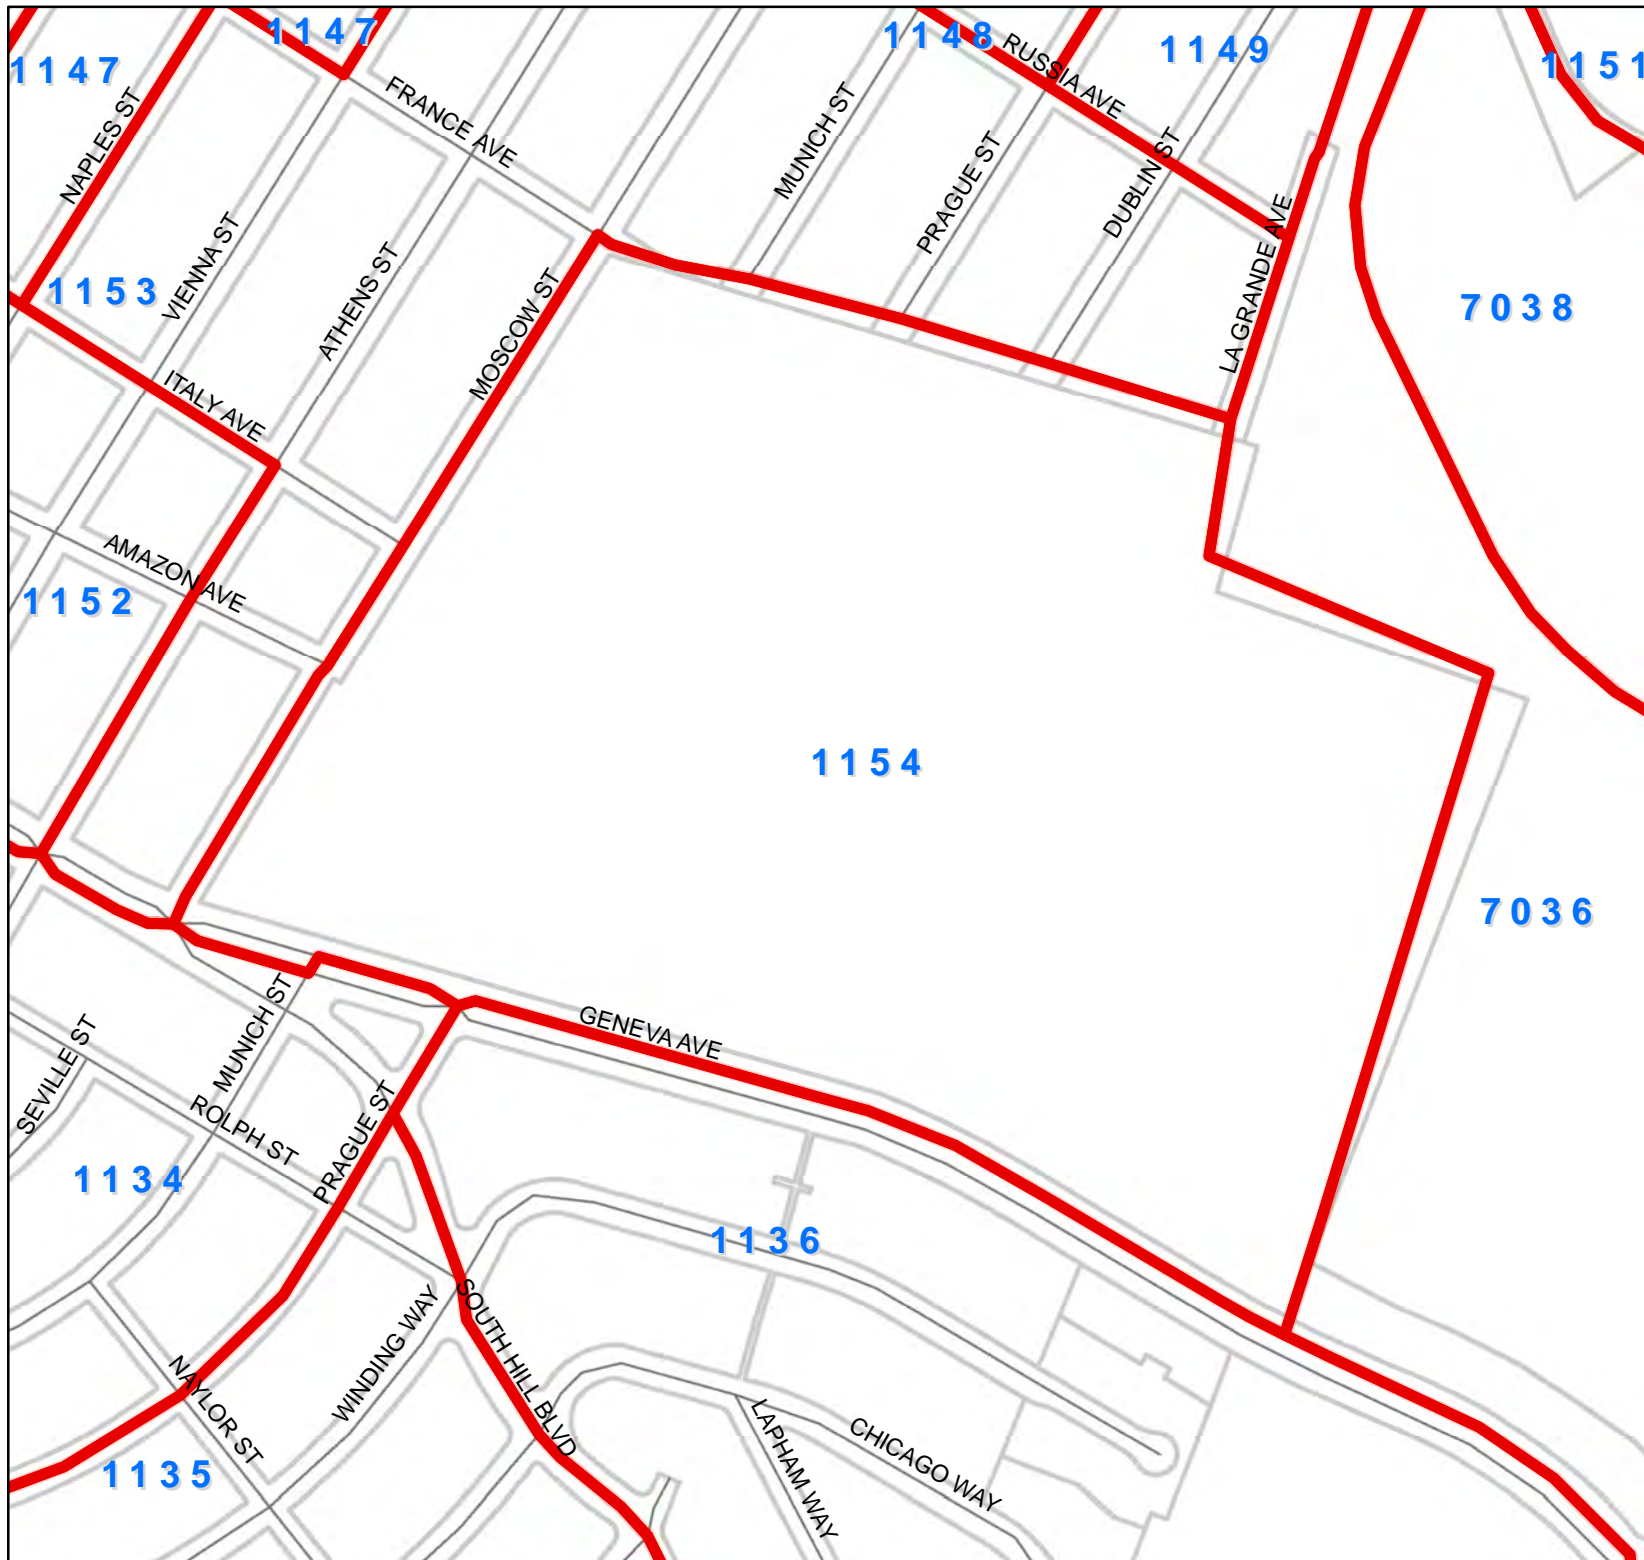 1147
1148
RUSSIA AVE
1149
1151
1147
FRANCE AVE
NAPLES ST
MUNICH ST
PRAGUE ST
DUBLIN ST
LA GRANDE AVE
VIENNA ST
ATHENS ST
1153
MOSCOW ST
7038
ITALY AVE
AMAZON AVE
1152
1154
7036
MUNICH ST
GENEVA AVE
SEVILLE ST
ROLPH ST
PRAGUE ST
1134
1136
WINDING WAY
SOUTH HILL BLVD
NAYLOR ST
LAPHAM WAY
CHICAGO WAY
1135